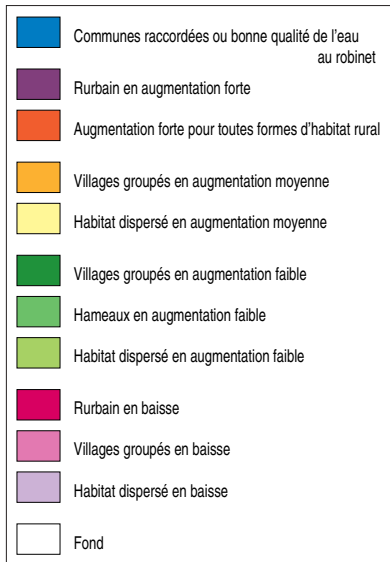 Communes raccordées ou bonne qualité de l'eau
au robinet
Rurbain en augmentation forte
Augmentation forte pour toutes formes d'habitat rural
Villages groupés en augmentation moyenne
Habitat dispersé en augmentation moyenne
Villages groupés en augmentation faible
Hameaux en augmentation faible
Habitat dispersé en augmentation faible
Rurbain en baisse
Villages groupés en baisse
Habitat dispersé en baisse
Fond